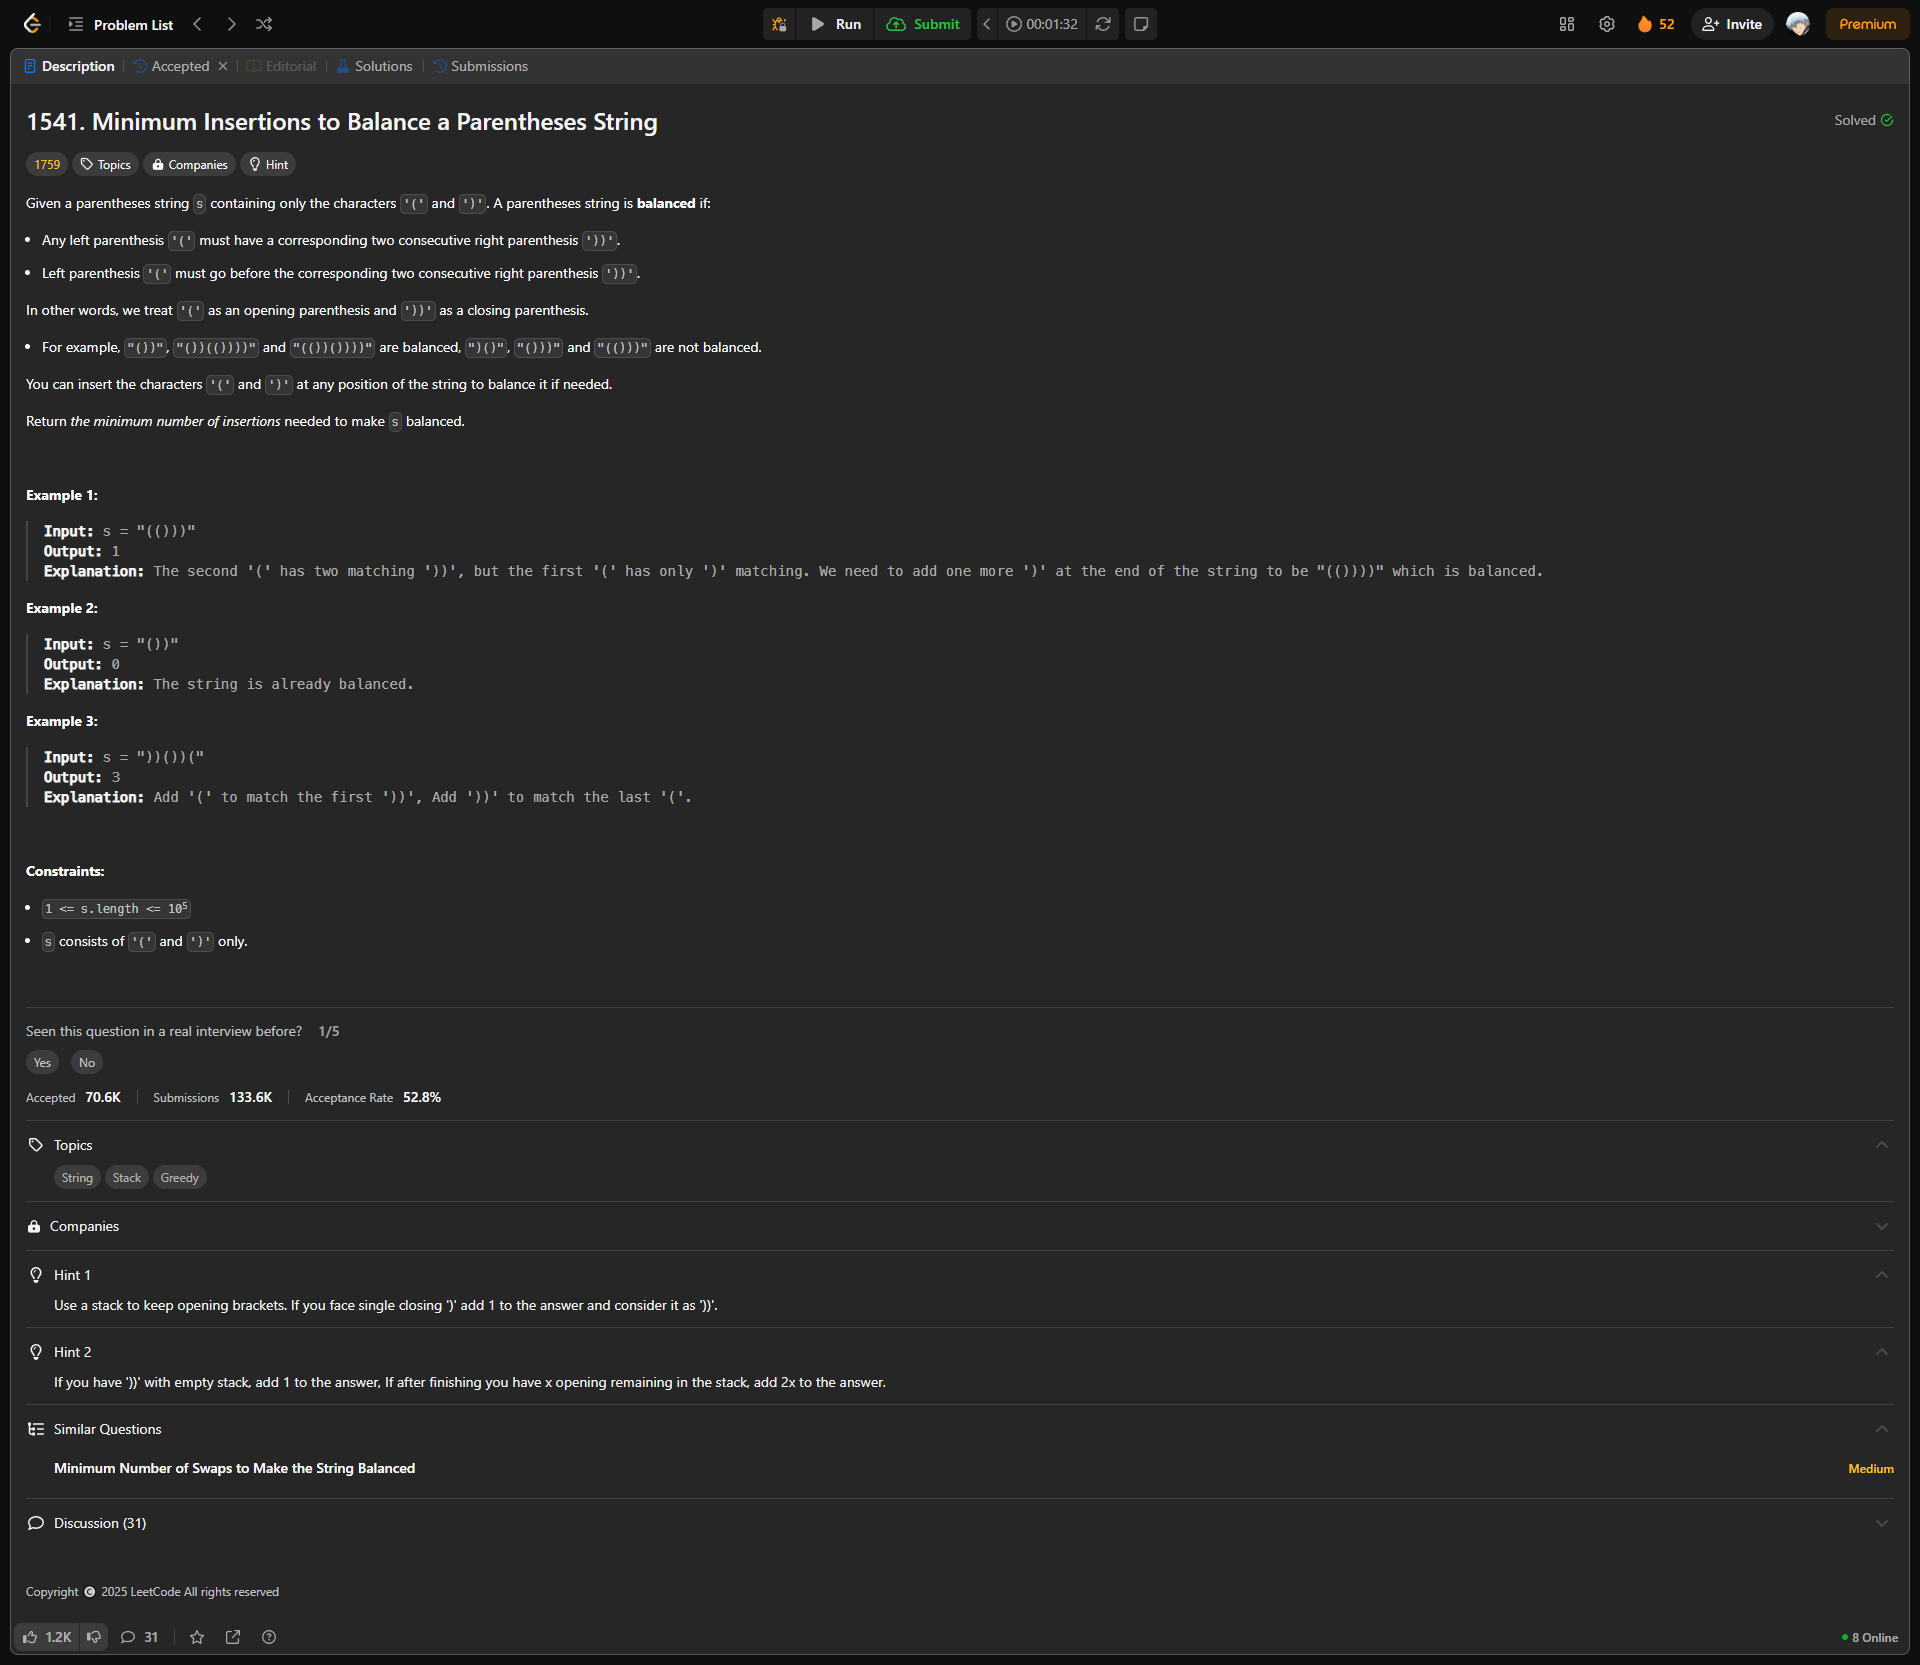 Problem List
Run
Submit
00:01:32
52
Invite
Premium
Description
Accepted
Editorial
Solutions
Submissions
1541. Minimum Insertions to Balance a Parentheses String
Solved
1759
Topics
Companies
Hint
Given a parentheses string s containing only the characters '(' and ')'. A parentheses string is balanced if:
• Any left parenthesis '(' must have a corresponding two consecutive right parenthesis '))'.
• Left parenthesis '(' must go before the corresponding two consecutive right parenthesis '))'.
In other words, we treat '(' as an opening parenthesis and '))' as a closing parenthesis.
• For example, "())", "())(())))" and "(())())))" are balanced, ")()", "()))" and "(()))" are not balanced.
You can insert the characters '(' and ')' at any position of the string to balance it if needed.
Return the minimum number of insertions needed to make s balanced.
Example 1:
Input: s = "(()))"
Output: 1
Explanation: The second '(' has two matching '))', but the first '(' has only ')' matching. We need to add one more ')' at the end of the string to be "(())))" which is balanced.
Example 2:
Input: s = "())"
Output: 0
Explanation: The string is already balanced.
Example 3:
Input: s = "))())("
Output: 3
Explanation: Add '(' to match the first '))', Add '))' to match the last '('.
Constraints:
• 1 <= s.length <= 10⁵
• s consists of '(' and ')' only.
Seen this question in a real interview before? 1/5
Yes No
Accepted 70.6K Submissions 133.6K Acceptance Rate 52.8%
Topics
String Stack Greedy
Companies
Hint 1
Use a stack to keep opening brackets. If you face single closing ')' add 1 to the answer and consider it as '))'.
Hint 2
If you have '))' with empty stack, add 1 to the answer, If after finishing you have x opening remaining in the stack, add 2x to the answer.
Similar Questions
Minimum Number of Swaps to Make the String Balanced
Medium
Discussion (31)
Copyright © 2025 LeetCode All rights reserved
1.2K
31
8 Online